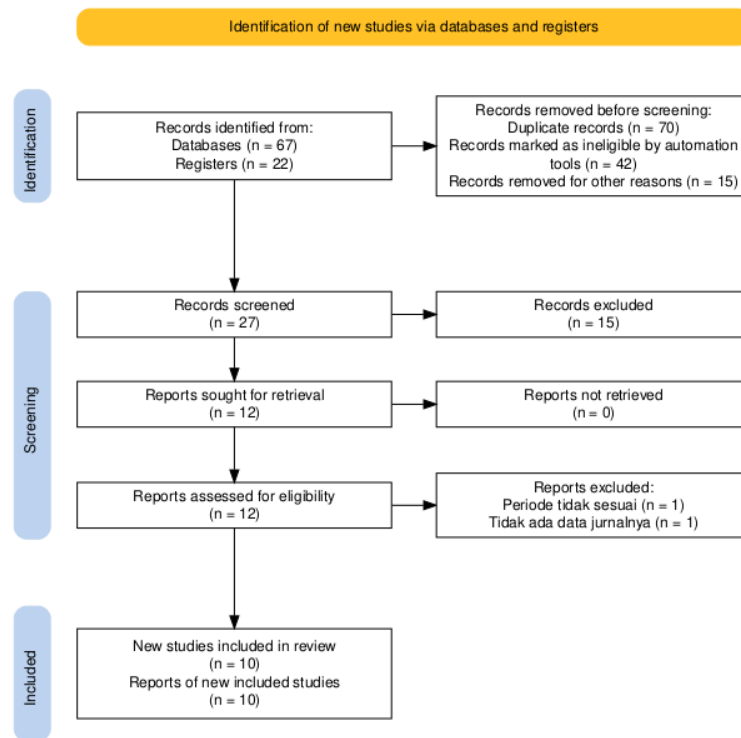 Identification of new studies via databases and registers
Identification
Records identified from:
Databases (n = 67)
Registers (n = 22)
Records removed before screening:
Duplicate records (n = 70)
Records marked as ineligible by automation
tools (n = 42)
Records removed for other reasons (n = 15)
Screening
Records screened
(n = 27)
Records excluded
(n = 15)
Reports sought for retrieval
(n = 12)
Reports not retrieved
(n = 0)
Reports assessed for eligibility
(n = 12)
Reports excluded:
Periode tidak sesuai (n = 1)
Tidak ada data jurnalnya (n = 1)
Included
New studies included in review
(n = 10)
Reports of new included studies
(n = 10)